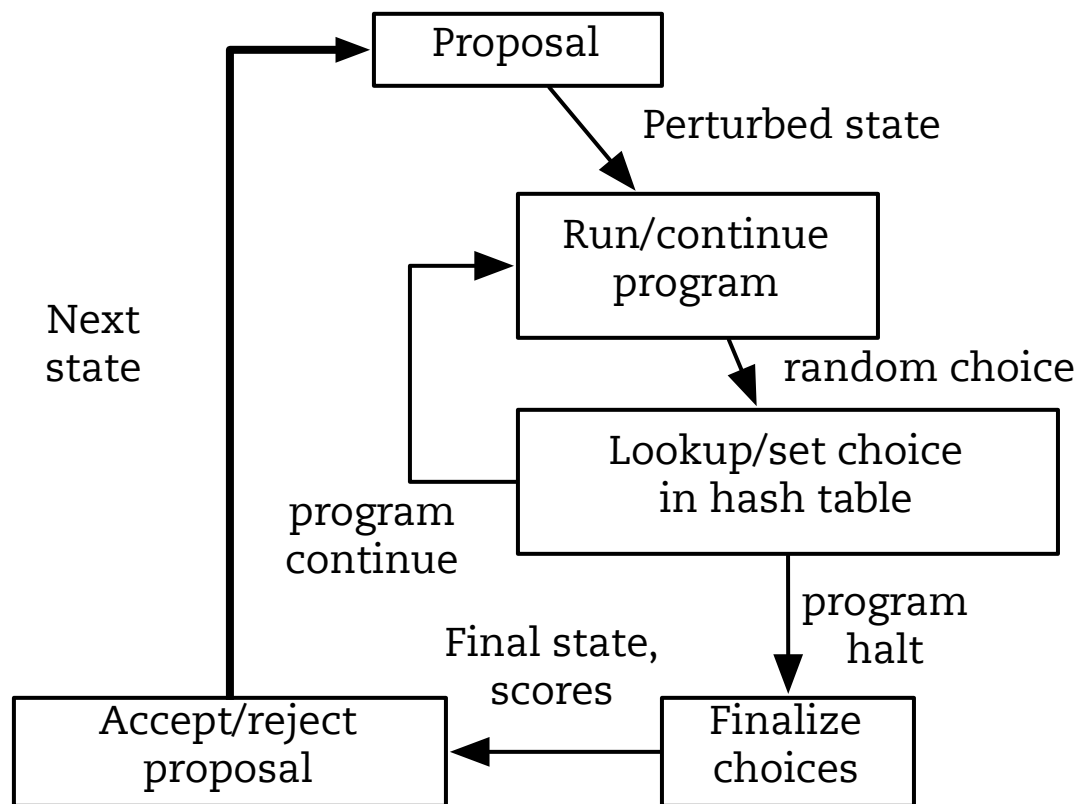 Proposal
Perturbed state
Run/continue
program
Next
state
random choice
Lookup/set choice
in hash table
program
continue
program
halt
Final state,
scores
Accept/reject
proposal
Finalize
choices